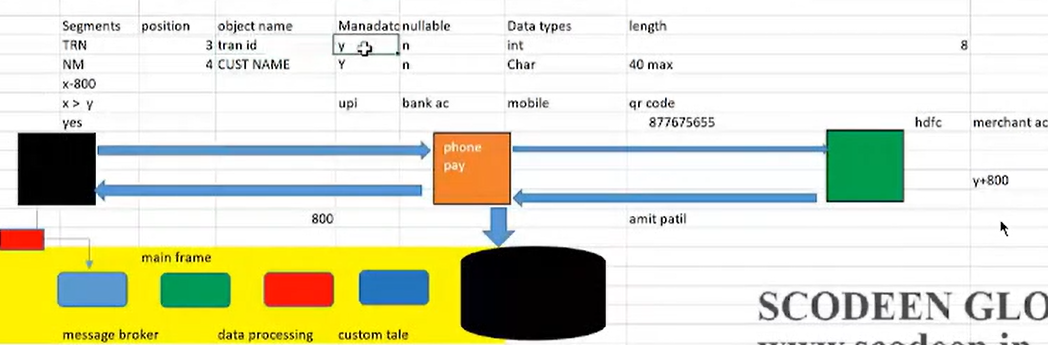 Segments position object name Manadato nullable Data types length
TRN 3 tran id y n int 8
NM 4 CUST NAME Y n Char 40 max
x-800
x > y upi bank ac mobile qr code
yes 877675655 hdfc merchant ac
phone
pay
y+800
800 amit patil
main frame
message broker data processing custom tale
SCODEEN GLO
www.scodeen.in